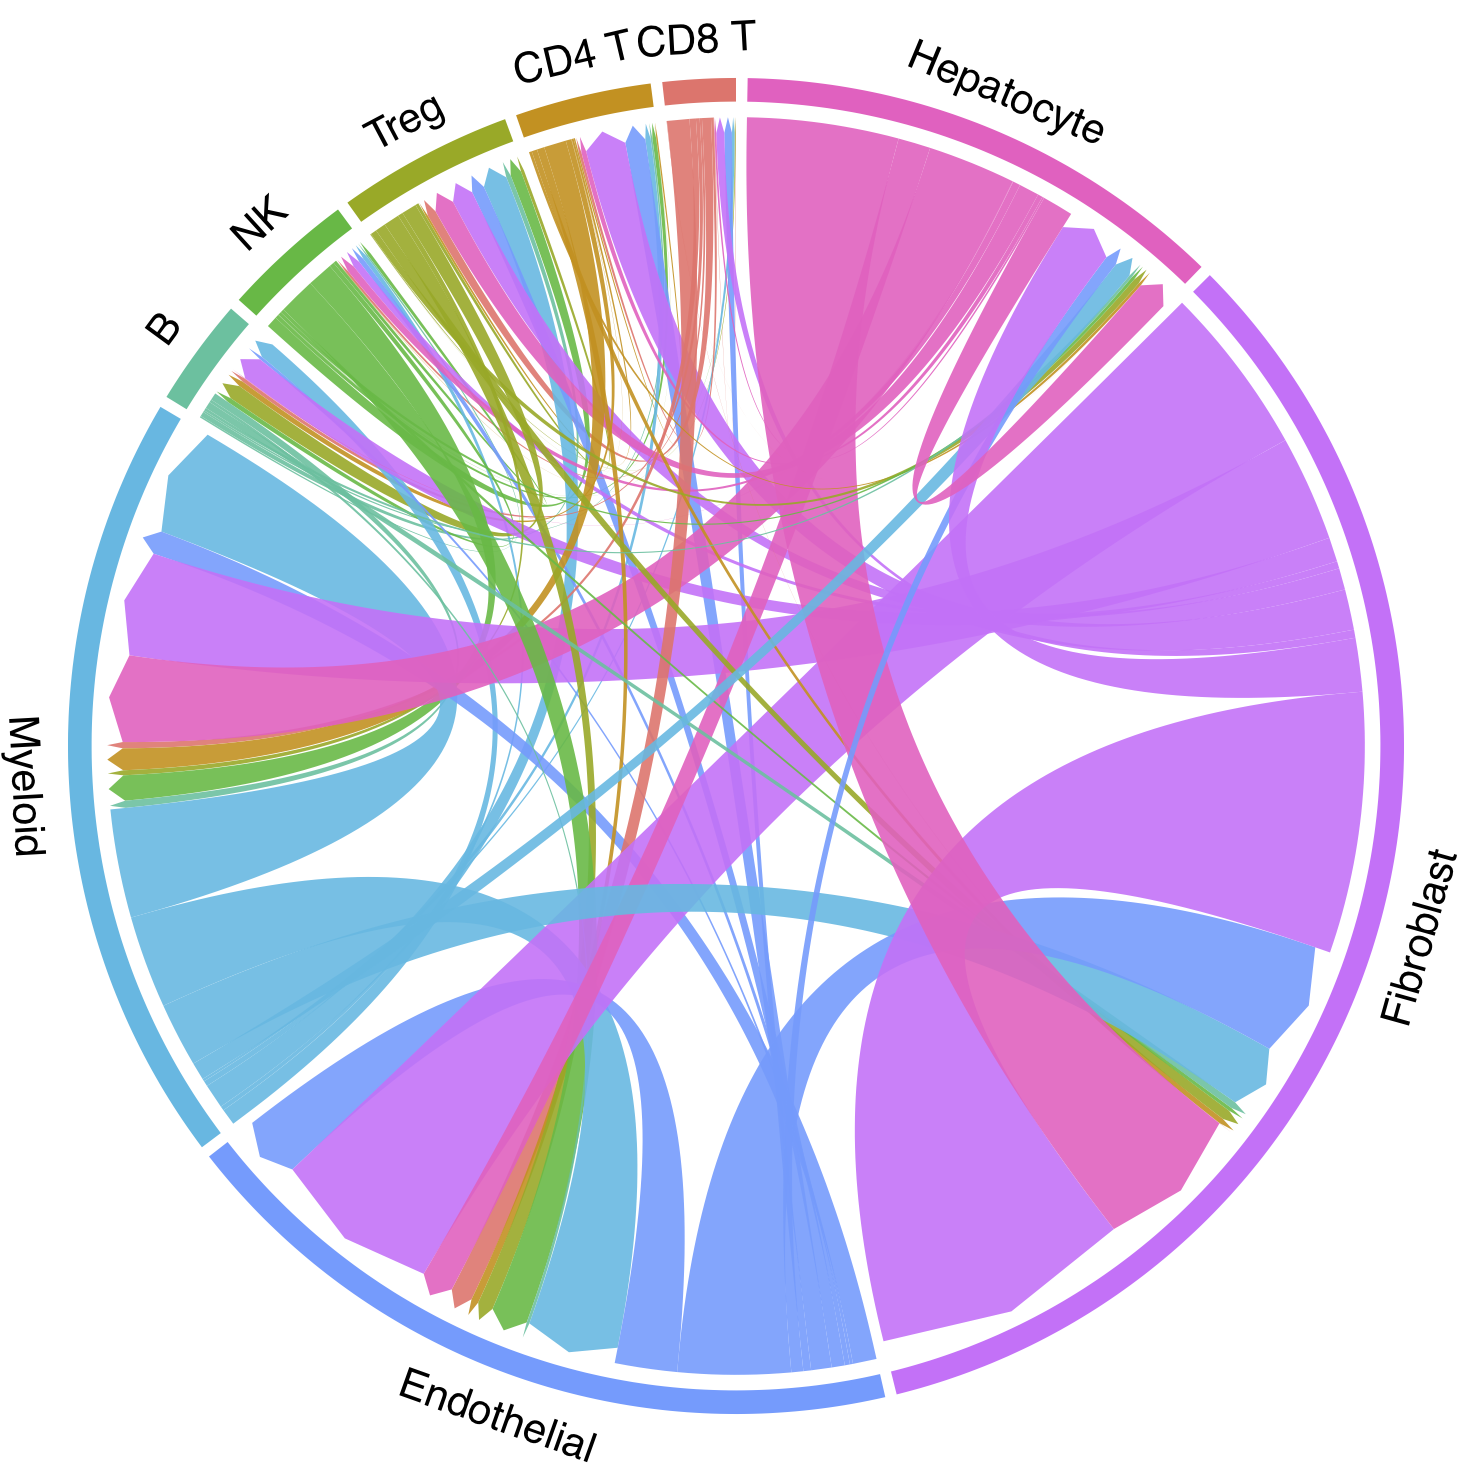 CD4 T
CD8 T
Hepatocyte
Treg
NK
B
Myeloid
Fibroblast
Endothelial